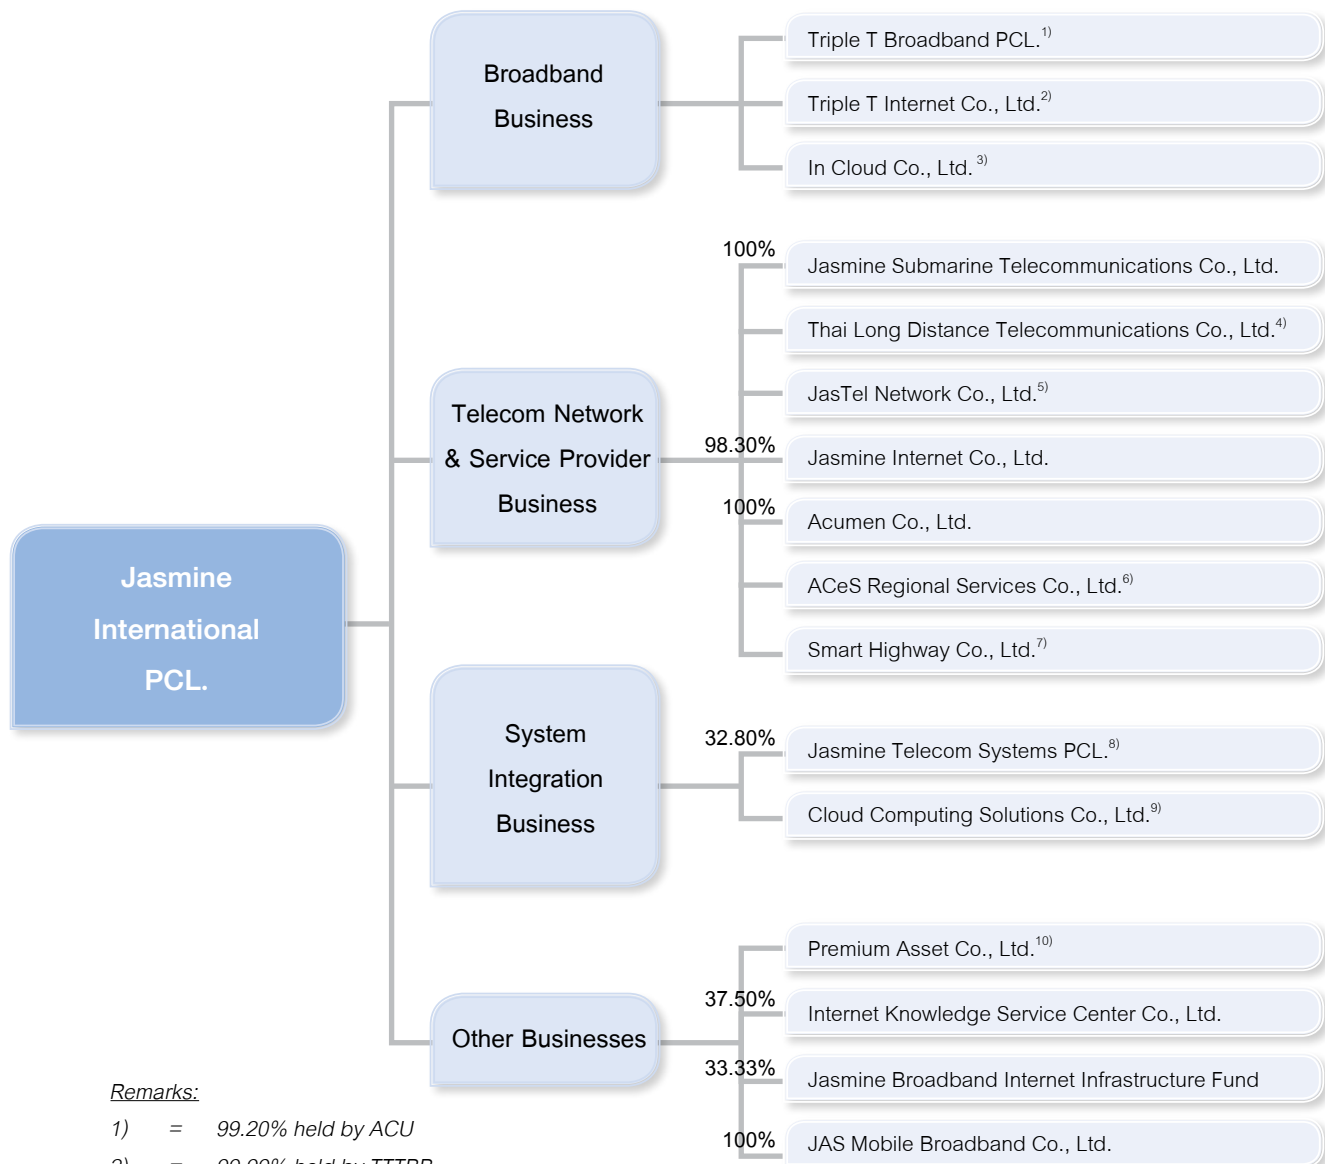 Jasmine
International
PCL.
Broadband
Business
Triple T Broadband PCL.1)
Triple T Internet Co., Ltd.2)
In Cloud Co., Ltd. 3)
Telecom Network
& Service Provider
Business
100%
Jasmine Submarine Telecommunications Co., Ltd.
Thai Long Distance Telecommunications Co., Ltd.4)
JasTel Network Co., Ltd.5)
98.30%
Jasmine Internet Co., Ltd.
100%
Acumen Co., Ltd.
ACeS Regional Services Co., Ltd.6)
Smart Highway Co., Ltd.7)
System
Integration
Business
32.80%
Jasmine Telecom Systems PCL.8)
Cloud Computing Solutions Co., Ltd.9)
Other Businesses
Premium Asset Co., Ltd.10)
37.50%
Internet Knowledge Service Center Co., Ltd.
33.33%
Jasmine Broadband Internet Infrastructure Fund
100%
JAS Mobile Broadband Co., Ltd.
Remarks:
1) = 99.20% held by ACU